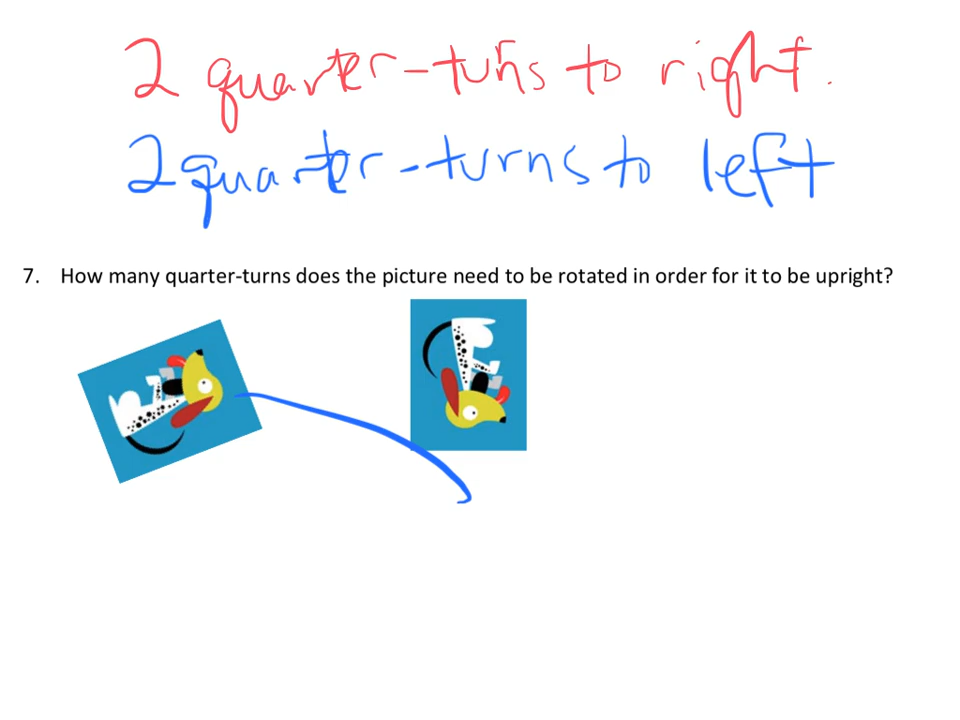 2 quarter-turns to right.
2 quarter-turns to left
7. How many quarter-turns does the picture need to be rotated in order for it to be upright?